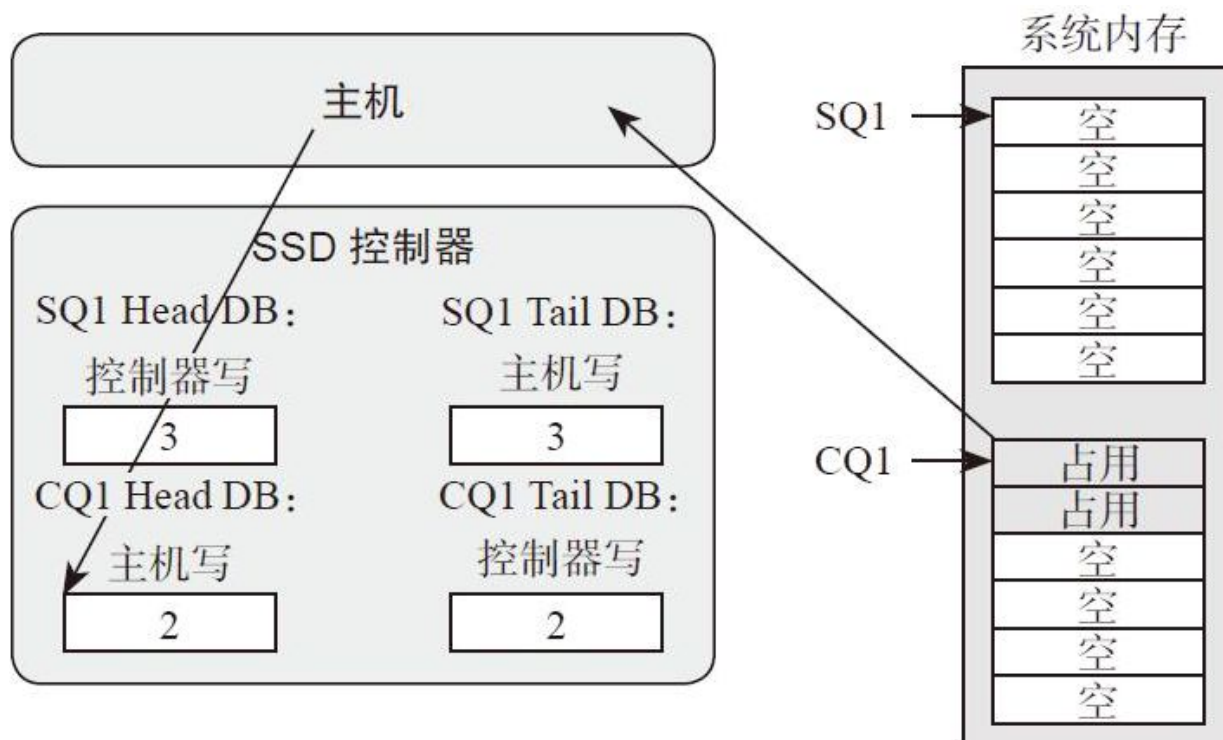 主机
SSD 控制器
SQ1 Head DB：
SQ1 Tail DB：
控制器写
主机写
3
3
CQ1 Head DB：
CQ1 Tail DB：
主机写
控制器写
2
2
系统内存
SQ1
空
空
空
空
空
空
CQ1
占用
占用
空
空
空
空